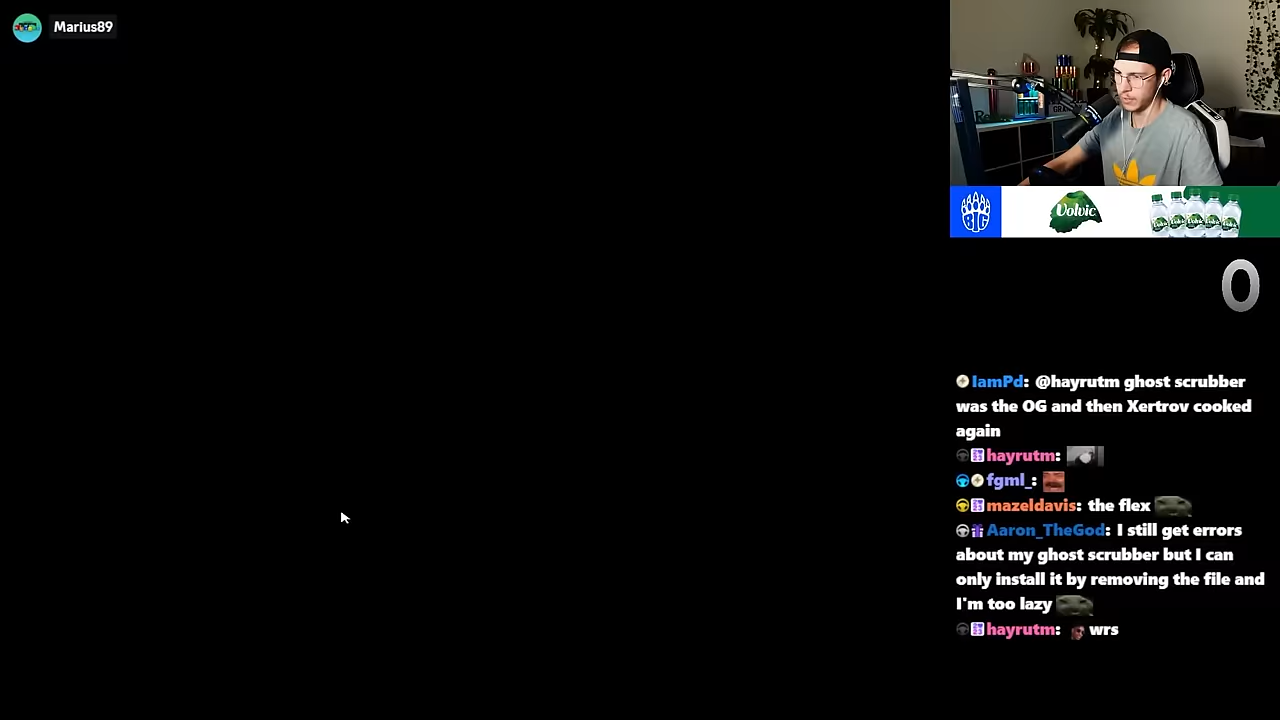 Marius89
BIG
Volvic
0
IamPd: @hayrutm ghost scrubber
was the OG and then Xertrov cooked
again
hayrutm:
fgml_:
mazeldavis: the flex
Aaron_TheGod: I still get errors
about my ghost scrubber but I can
only install it by removing the file and
I'm too lazy
hayrutm: wrs